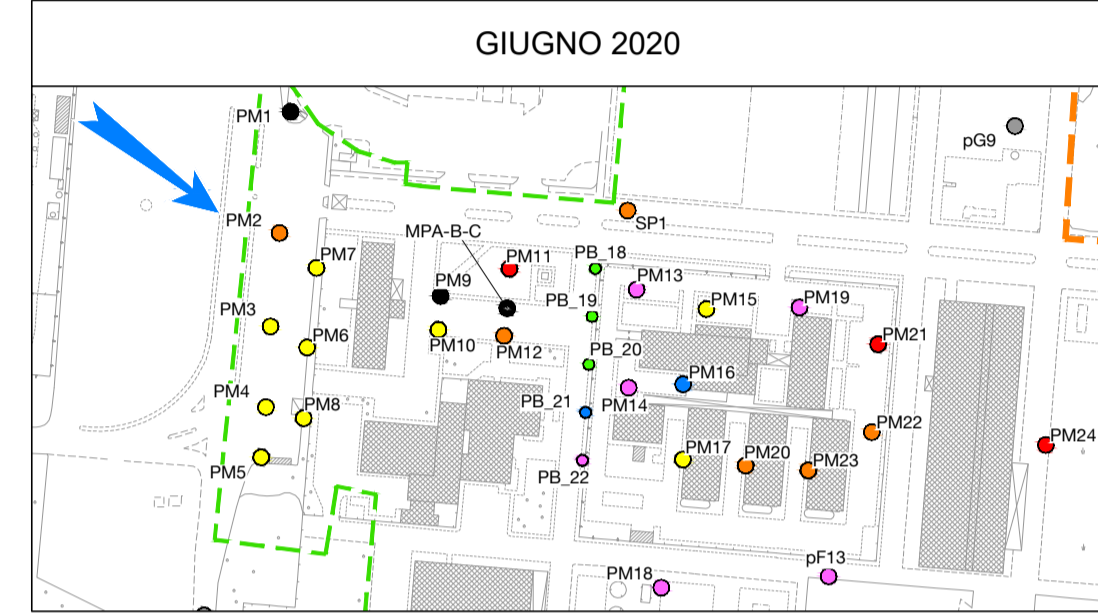 GIUGNO 2020
PM1
pG9
PM2
SP1
MPA-B-C
PM7
PM11
PB_18
PM9
PM13
PB_19
PM15
PM19
PM3
PM6
PM10
PM12
PB_20
PM21
PM16
PM4
PM8
PB_21
PM14
PM22
PM24
PM5
PM17
PM20
PM23
PB_22
pF13
PM18